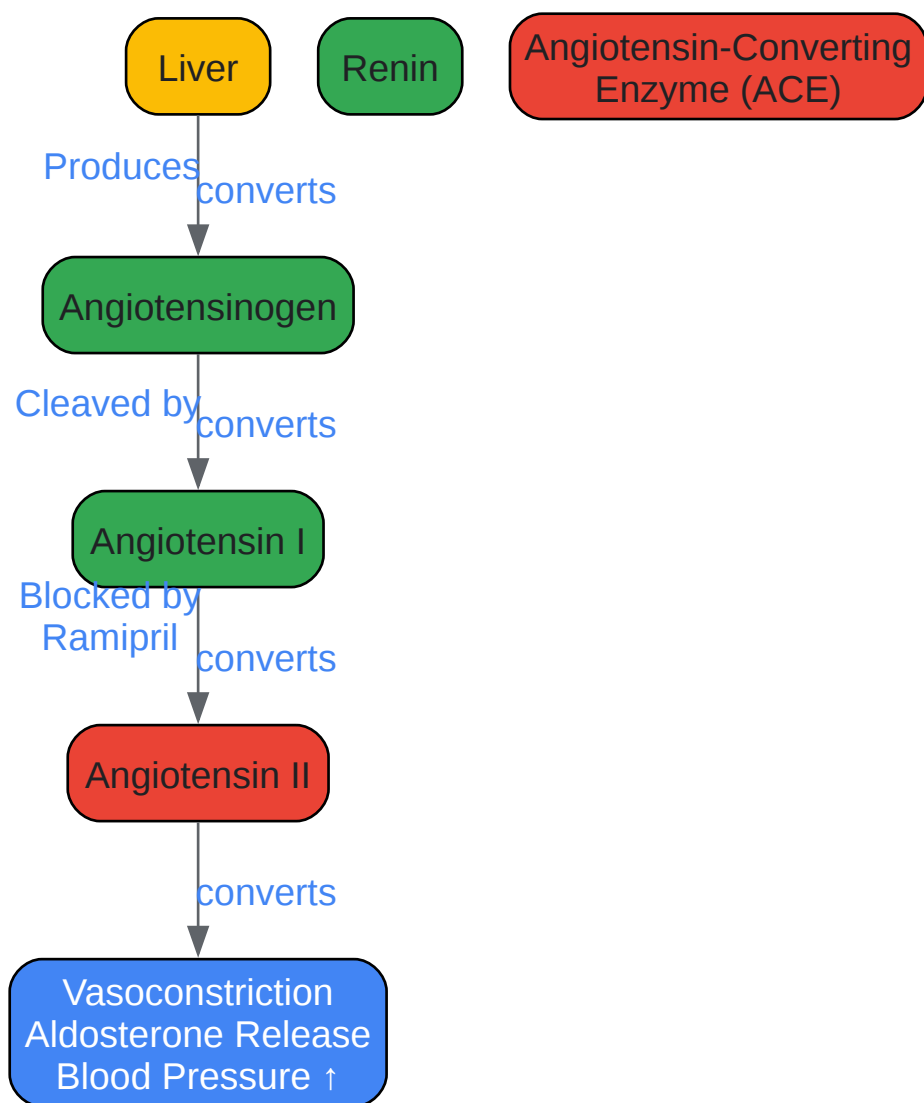 Liver
Renin
Angiotensin-Converting
Enzyme (ACE)
Produces
converts
Angiotensinogen
Cleaved by
converts
Angiotensin I
Blocked by
Ramipril
converts
Angiotensin II
converts
Vasoconstriction
Aldosterone Release
Blood Pressure ↑